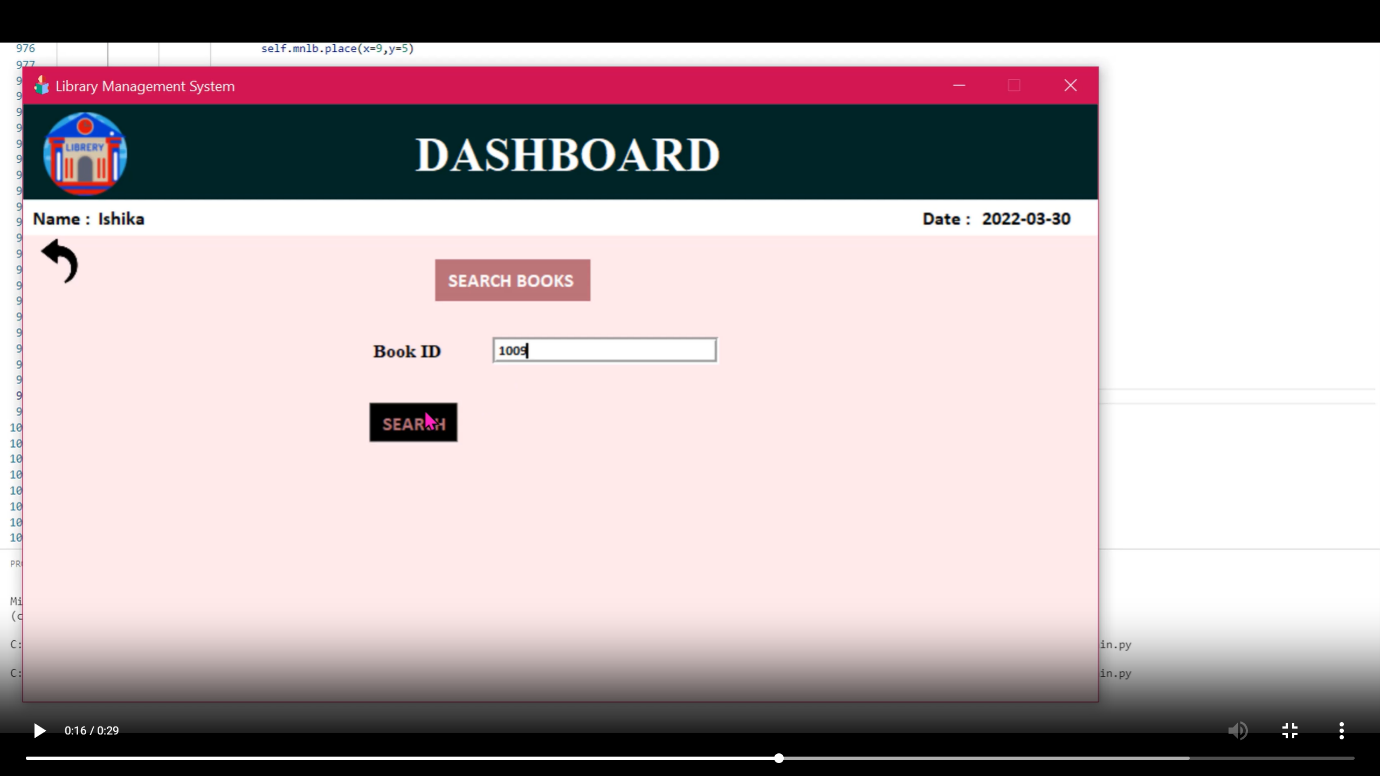 976 self.mnlb.place(x=9,y=5)
977
Library Management System
LIBRERY
DASHBOARD
Name : Ishika
Date : 2022-03-30
SEARCH BOOKS
Book ID 1009
SEARCH
in.py
in.py
0:16 / 0:29